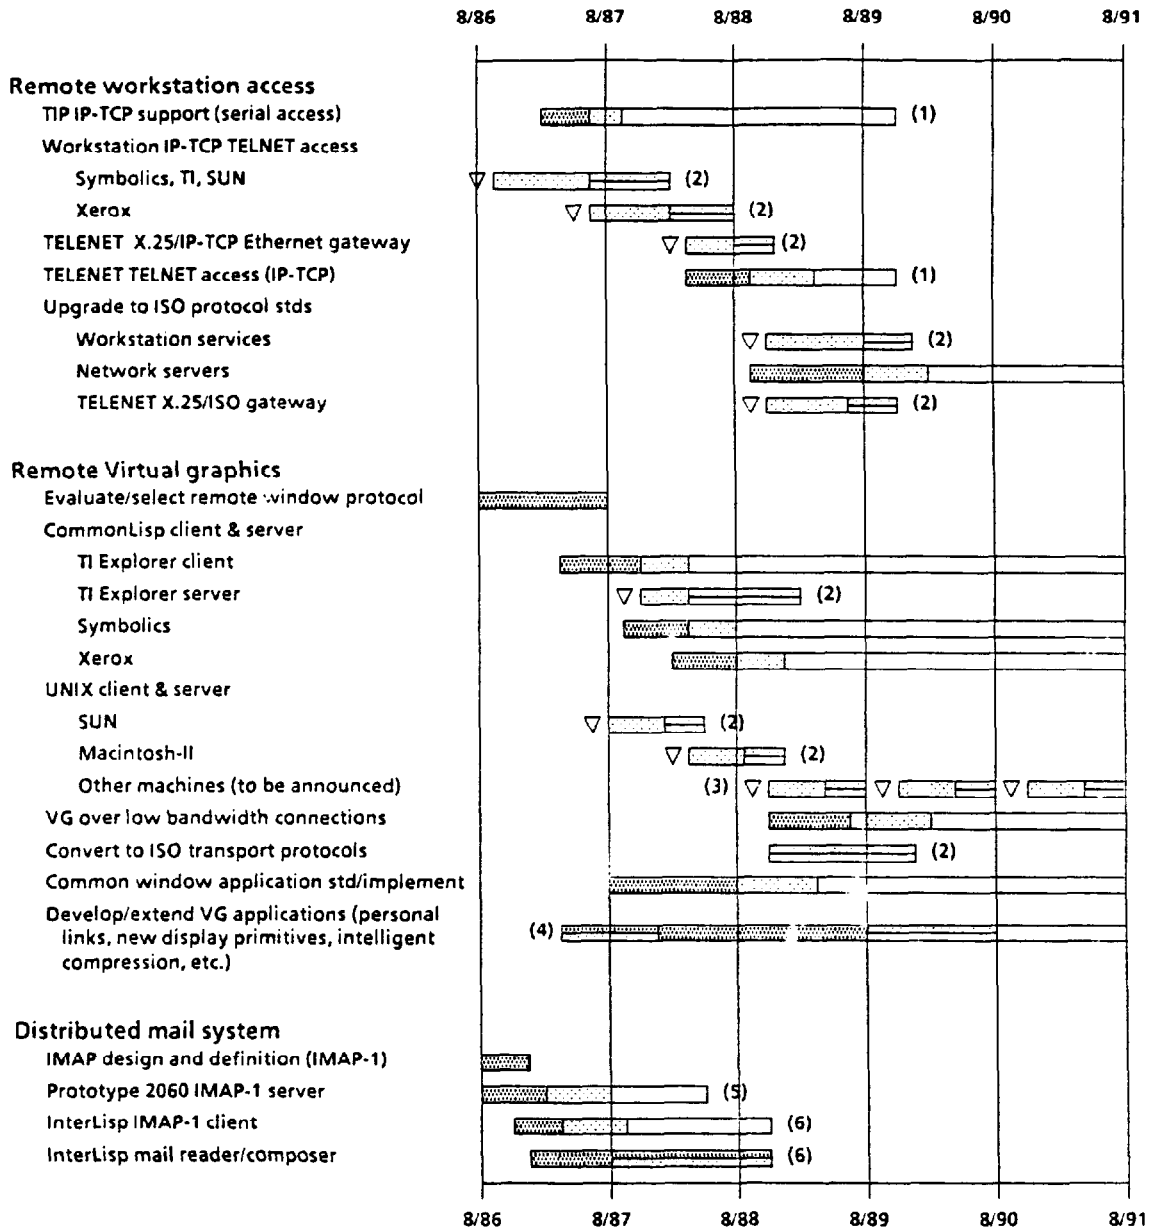 8/86 8/87 8/88 8/89 8/90 8/91
Remote workstation access
TIP IP-TCP support (serial access) (1)
Workstation IP-TCP TELNET access
Symbolics, TI, SUN (2)
Xerox (2)
TELENET X.25/IP-TCP Ethernet gateway (2)
TELENET TELNET access (IP-TCP) (1)
Upgrade to ISO protocol stds
Workstation services (2)
Network servers
TELENET X.25/ISO gateway (2)
Remote Virtual graphics
Evaluate/select remote window protocol
CommonLisp client & server
TI Explorer client
TI Explorer server (2)
Symbolics
Xerox
UNIX client & server
SUN (2)
Macintosh-II (2)
Other machines (to be announced) (3)
VG over low bandwidth connections
Convert to ISO transport protocols (2)
Common window application std/implement
Develop/extend VG applications (personal
links, new display primitives, intelligent (4)
compression, etc.)
Distributed mail system
IMAP design and definition (IMAP-1)
Prototype 2060 IMAP-1 server (5)
InterLisp IMAP-1 client (6)
InterLisp mail reader/composer (6)
8/86 8/87 8/88 8/89 8/90 8/91